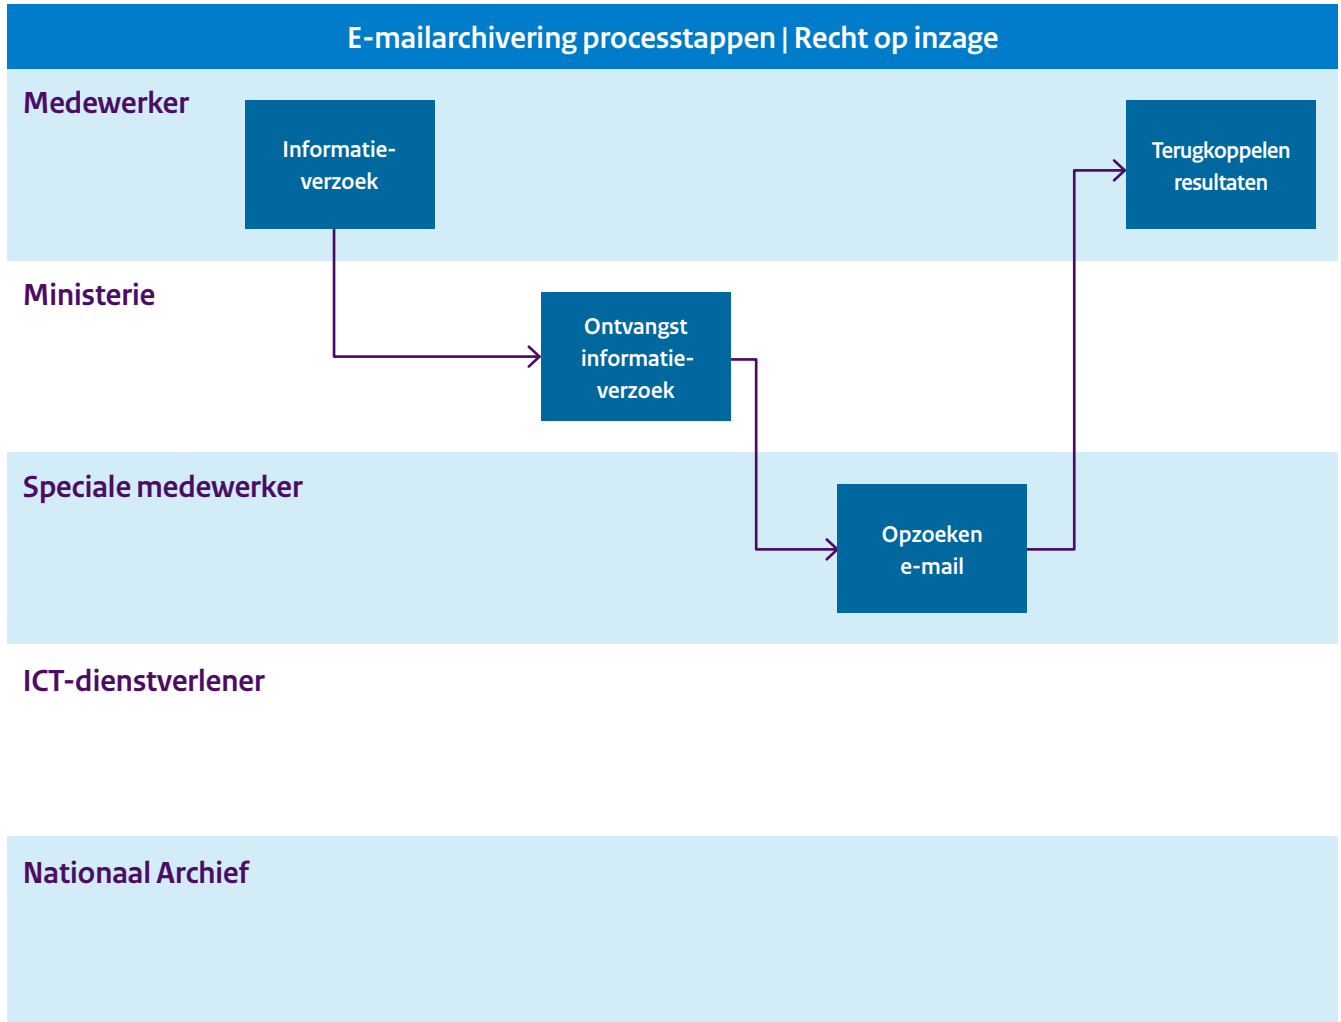 E-mailarchivering processtappen | Recht op inzage
Medewerker
Informatie-
verzoek
Terugkoppelen
resultaten
Ministerie
Ontvangst
informatie-
verzoek
Speciale medewerker
Opzoeken
e-mail
ICT-dienstverlener
Nationaal Archief